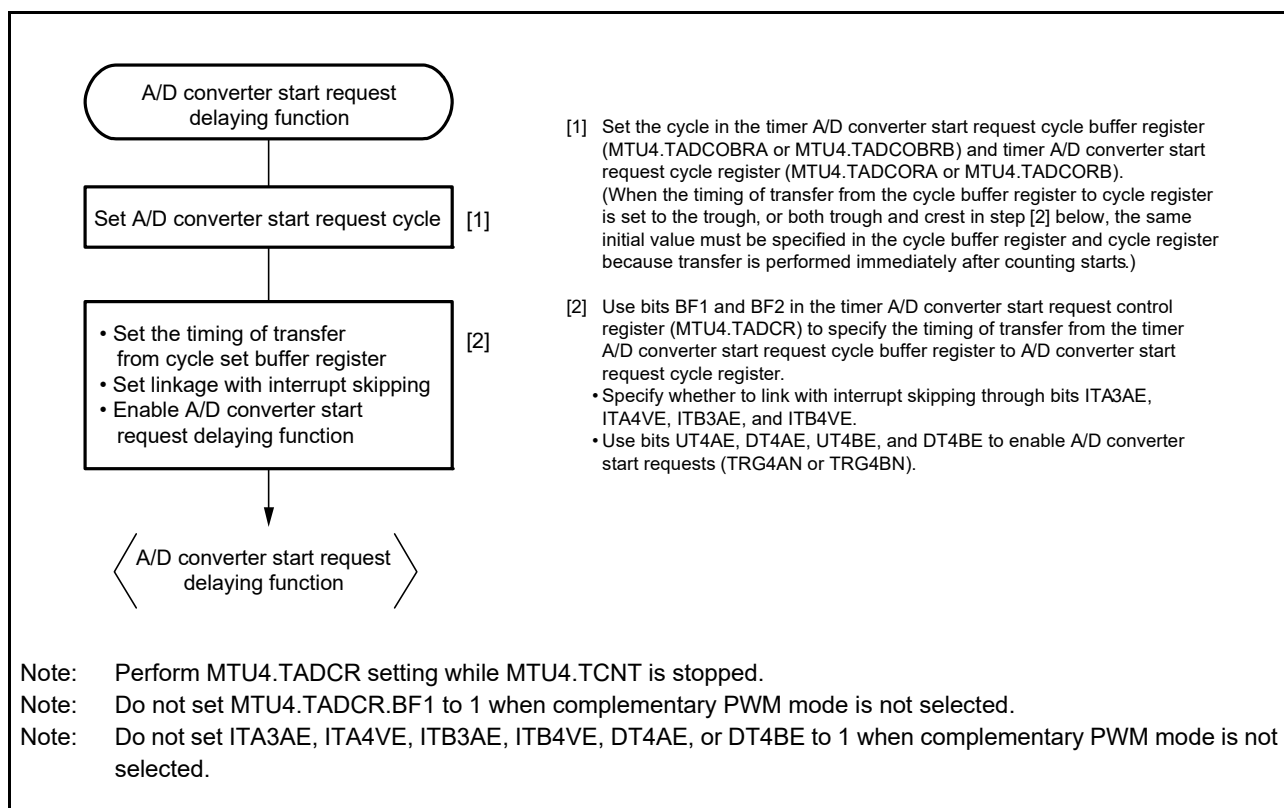 A/D converter start request
delaying function
Set A/D converter start request cycle
[1]
• Set the timing of transfer
from cycle set buffer register
• Set linkage with interrupt skipping
• Enable A/D converter start
request delaying function
[2]
A/D converter start request
delaying function
[1] Set the cycle in the timer A/D converter start request cycle buffer register
(MTU4.TADCOBRA or MTU4.TADCOBRB) and timer A/D converter start
request cycle register (MTU4.TADCORA or MTU4.TADCORB).
(When the timing of transfer from the cycle buffer register to cycle register
is set to the trough, or both trough and crest in step [2] below, the same
initial value must be specified in the cycle buffer register and cycle register
because transfer is performed immediately after counting starts.)
[2] Use bits BF1 and BF2 in the timer A/D converter start request control
register (MTU4.TADCR) to specify the timing of transfer from the timer
A/D converter start request cycle buffer register to A/D converter start
request cycle register.
• Specify whether to link with interrupt skipping through bits ITA3AE,
ITA4VE, ITB3AE, and ITB4VE.
• Use bits UT4AE, DT4AE, UT4BE, and DT4BE to enable A/D converter
start requests (TRG4AN or TRG4BN).
Note: Perform MTU4.TADCR setting while MTU4.TCNT is stopped.
Note: Do not set MTU4.TADCR.BF1 to 1 when complementary PWM mode is not selected.
Note: Do not set ITA3AE, ITA4VE, ITB3AE, ITB4VE, DT4AE, or DT4BE to 1 when complementary PWM mode is not
selected.